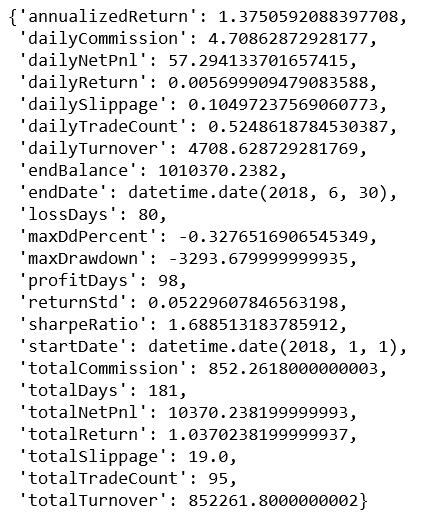 {'annualizedReturn': 1.3750592088397708,
'dailyCommission': 4.70862872928177,
'dailyNetPnl': 57.294133701657415,
'dailyReturn': 0.005699909479083588,
'dailySlippage': 0.10497237569060773,
'dailyTradeCount': 0.5248618784530387,
'dailyTurnover': 4708.628729281769,
'endBalance': 1010370.2382,
'endDate': datetime.date(2018, 6, 30),
'lossDays': 80,
'maxDdPercent': -0.3276516906545349,
'maxDrawdown': -3293.679999999935,
'profitDays': 98,
'returnStd': 0.05229607846563198,
'sharpeRatio': 1.688513183785912,
'startDate': datetime.date(2018, 1, 1),
'totalCommission': 852.2618000000003,
'totalDays': 181,
'totalNetPnl': 10370.238199999993,
'totalReturn': 1.0370238199999937,
'totalSlippage': 19.0,
'totalTradeCount': 95,
'totalTurnover': 852261.8000000002}